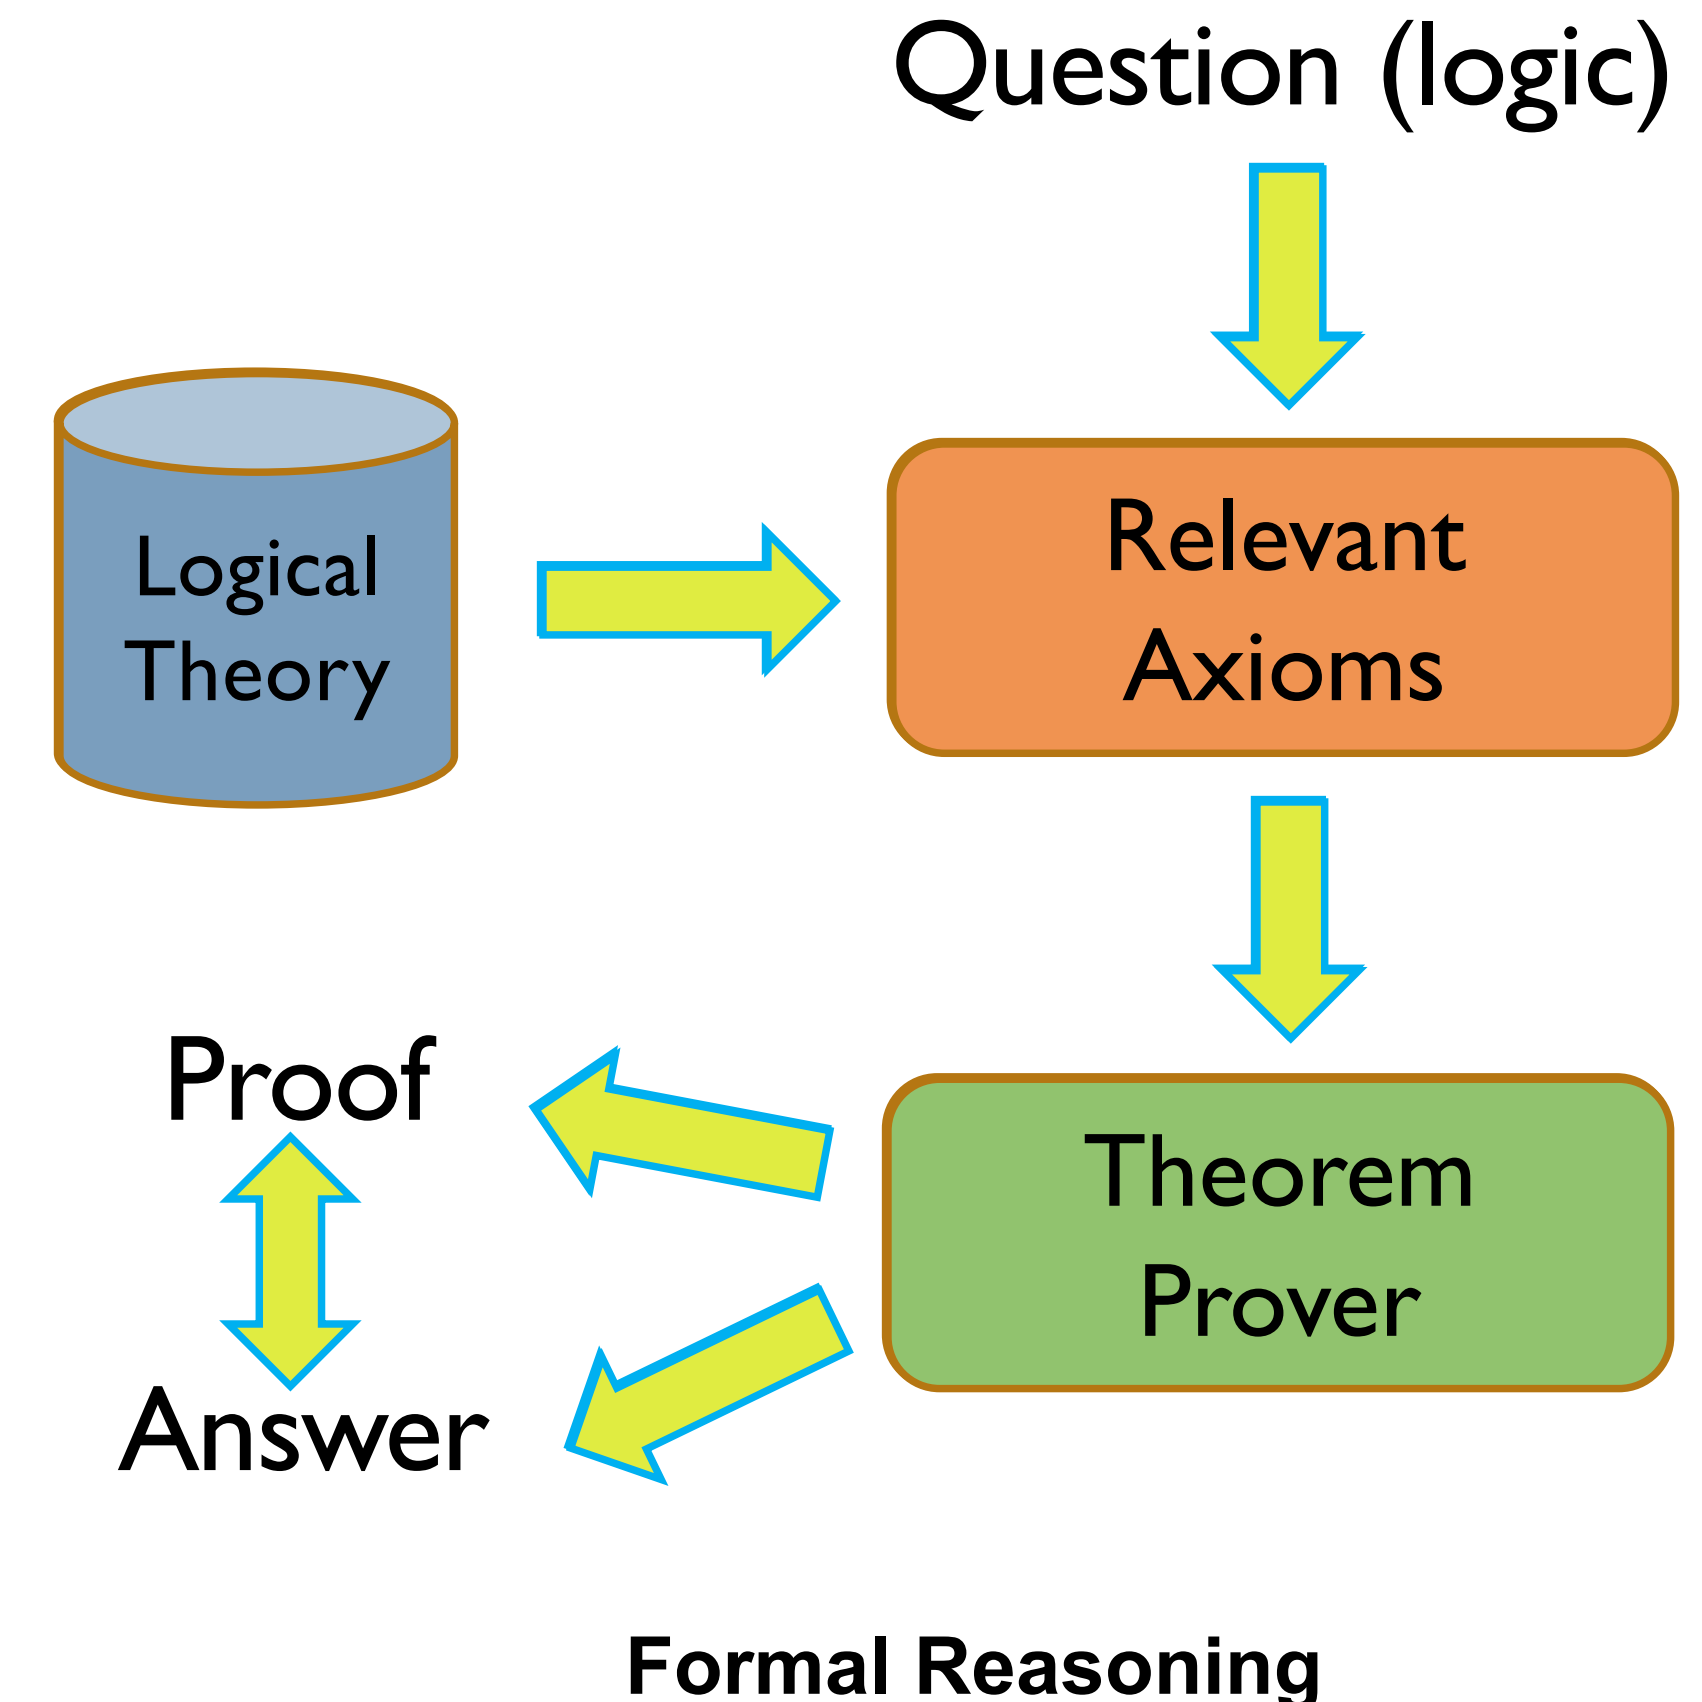 Question (logic)
Logical
Theory
Relevant
Axioms
Proof
Theorem
Prover
Answer
Formal Reasoning